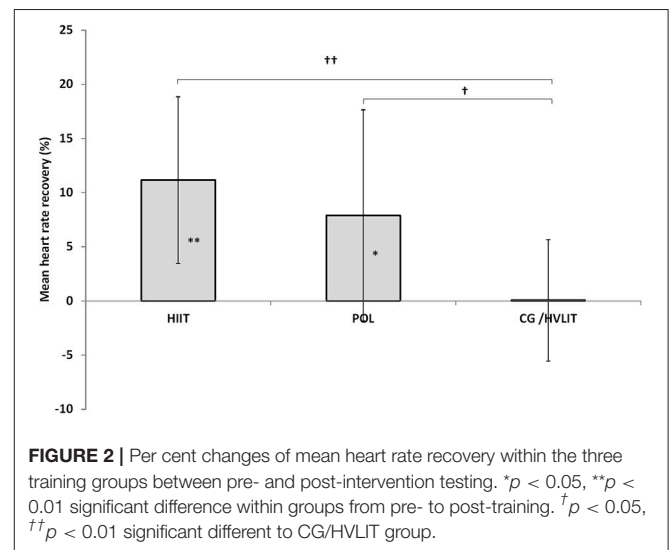 25
††
20
†
15
10
**
*
5
0
HIIT
POL
CG /HVLIT
-5
-10
Mean heart rate recovery (%)
FIGURE 2 | Per cent changes of mean heart rate recovery within the three
training groups between pre- and post-intervention testing. *p < 0.05, **p <
0.01 significant difference within groups from pre- to post-training. †p < 0.05,
††p < 0.01 significant different to CG/HVLIT group.